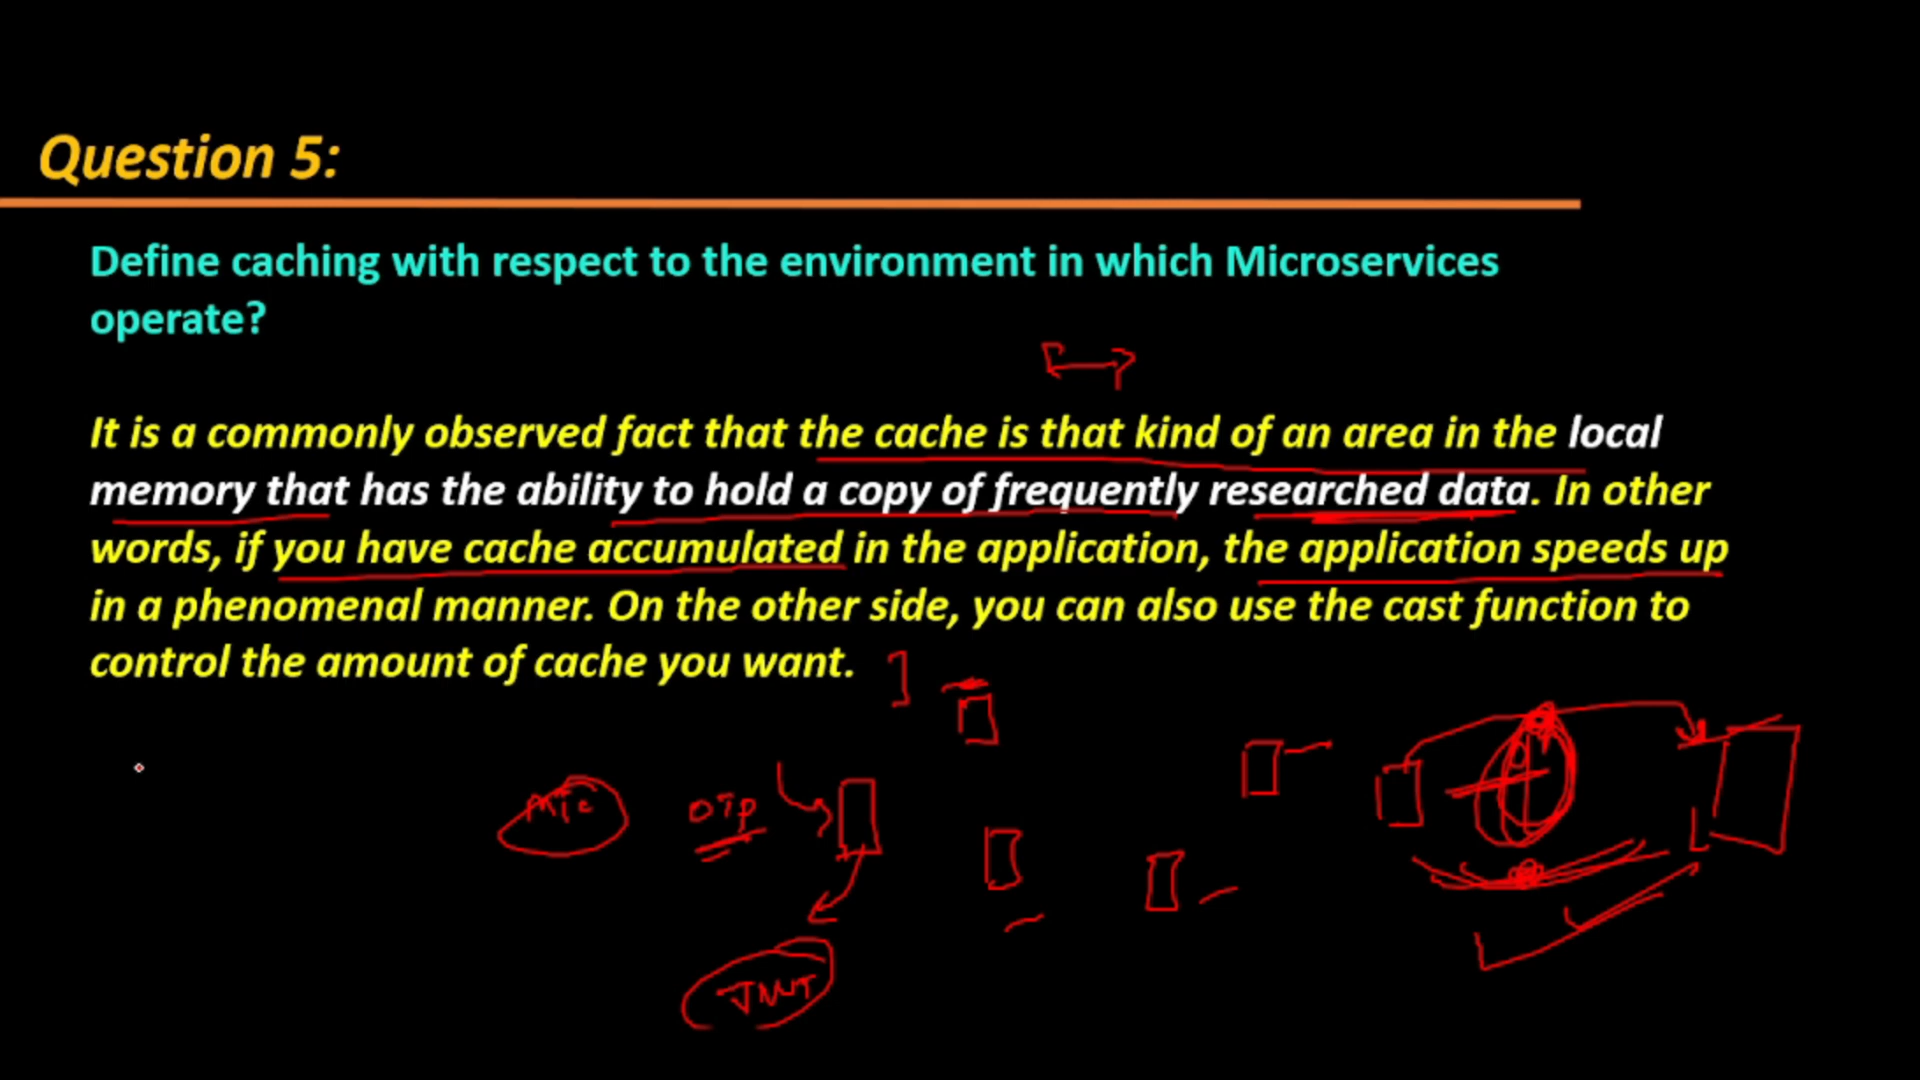 Question 5:
Define caching with respect to the environment in which Microservices
operate?
It is a commonly observed fact that the cache is that kind of an area in the local
memory that has the ability to hold a copy of frequently researched data. In other
words, if you have cache accumulated in the application, the application speeds up
in a phenomenal manner. On the other side, you can also use the cast function to
control the amount of cache you want.